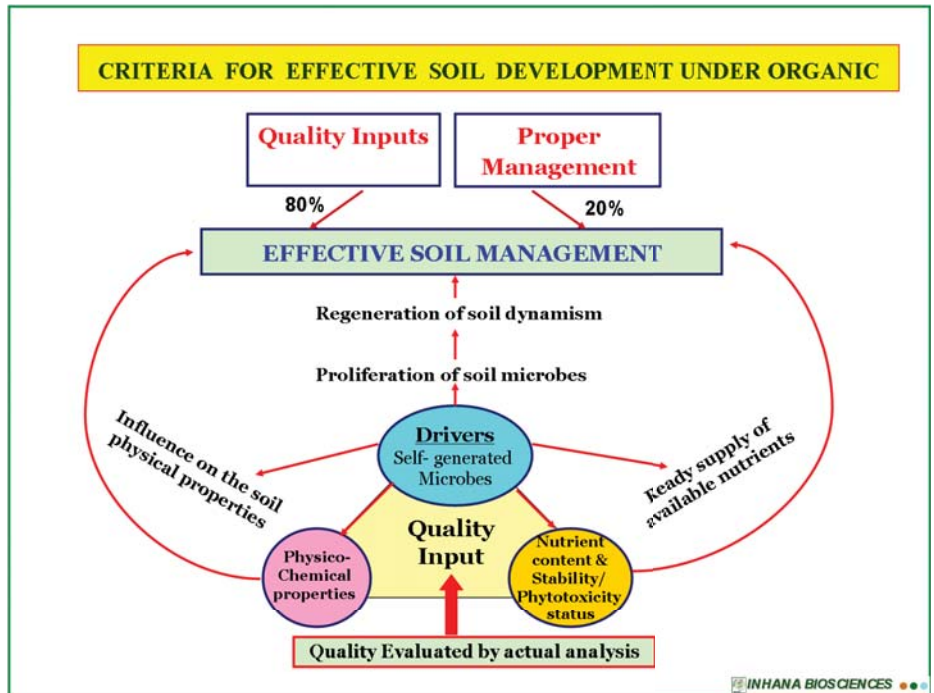 CRITERIA FOR EFFECTIVE SOIL DEVELOPMENT UNDER ORGANIC
Quality Inputs
Proper
Management
80%
20%
EFFECTIVE SOIL MANAGEMENT
Regeneration of soil dynamism
Proliferation of soil microbes
Influence on the soil
physical properties
Drivers
Self- generated
Microbes
Ready supply of
available nutrients
Quality
Input
Physico-
Chemical
properties
Nutrient
content &
Stability/
Phytotoxicity
status
Quality Evaluated by actual analysis
INHANA BIOSCIENCES